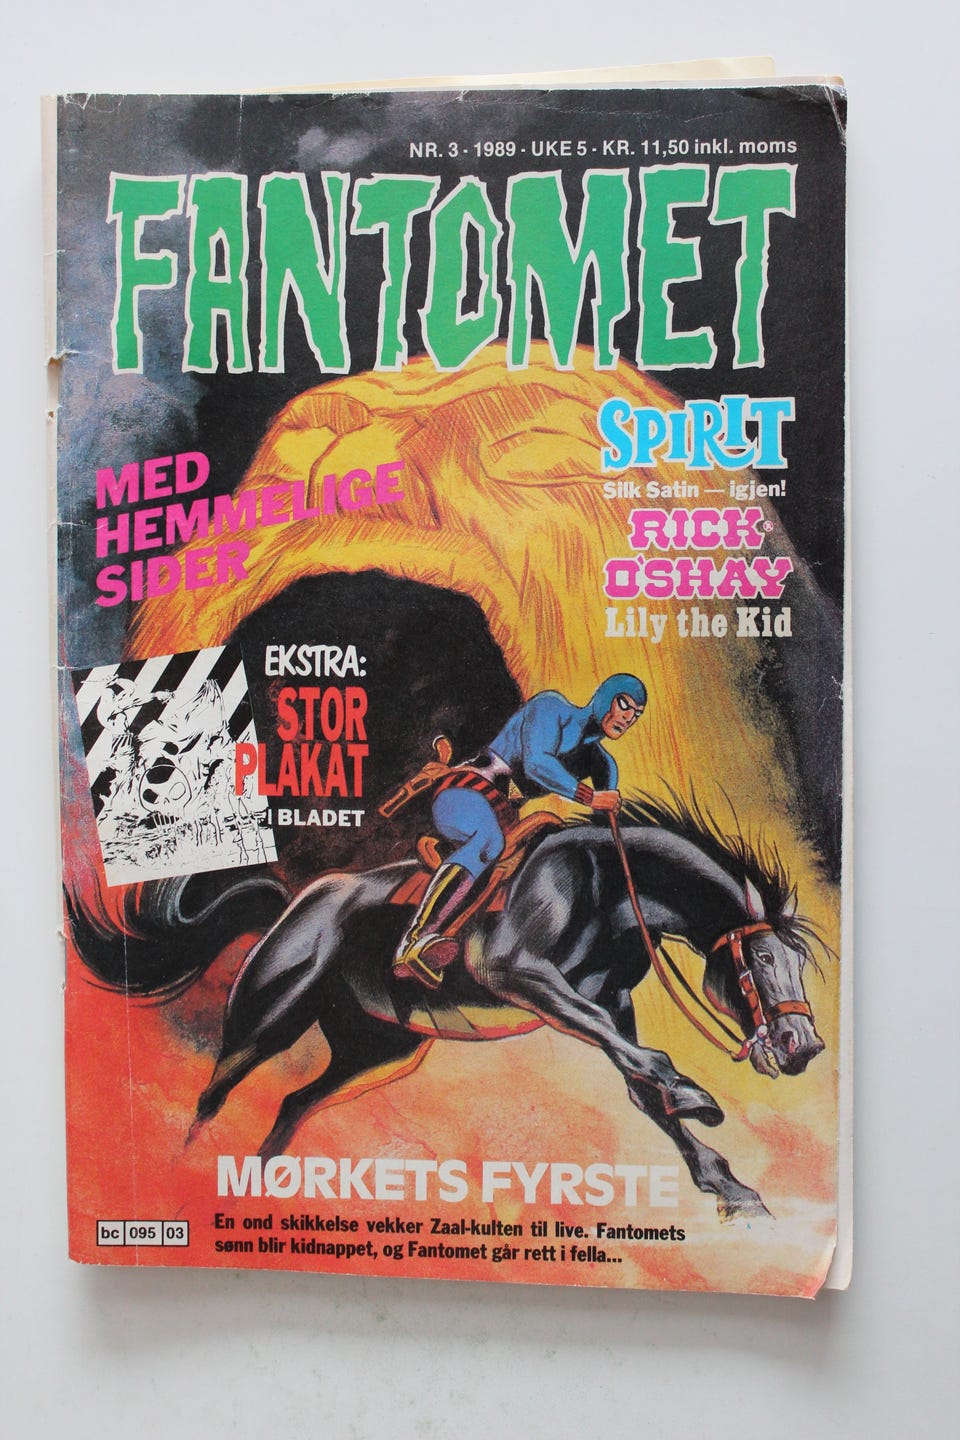 NR. 3 - 1989 - UKE 5 - KR. 11,50 inkl. moms
FANTOMET
SPIRIT
Silk Satin — igjen!
RICK®
O'SHAY
Lily the Kid
MED
HEMMELIGE
SIDER
EKSTRA:
STOR
PLAKAT
I BLADET
MØRKETS FYRSTE
En ond skikkelse vekker Zaal-kulten til live. Fantomets
sønn blir kidnappet, og Fantomet går rett i fella...
bc 095 03